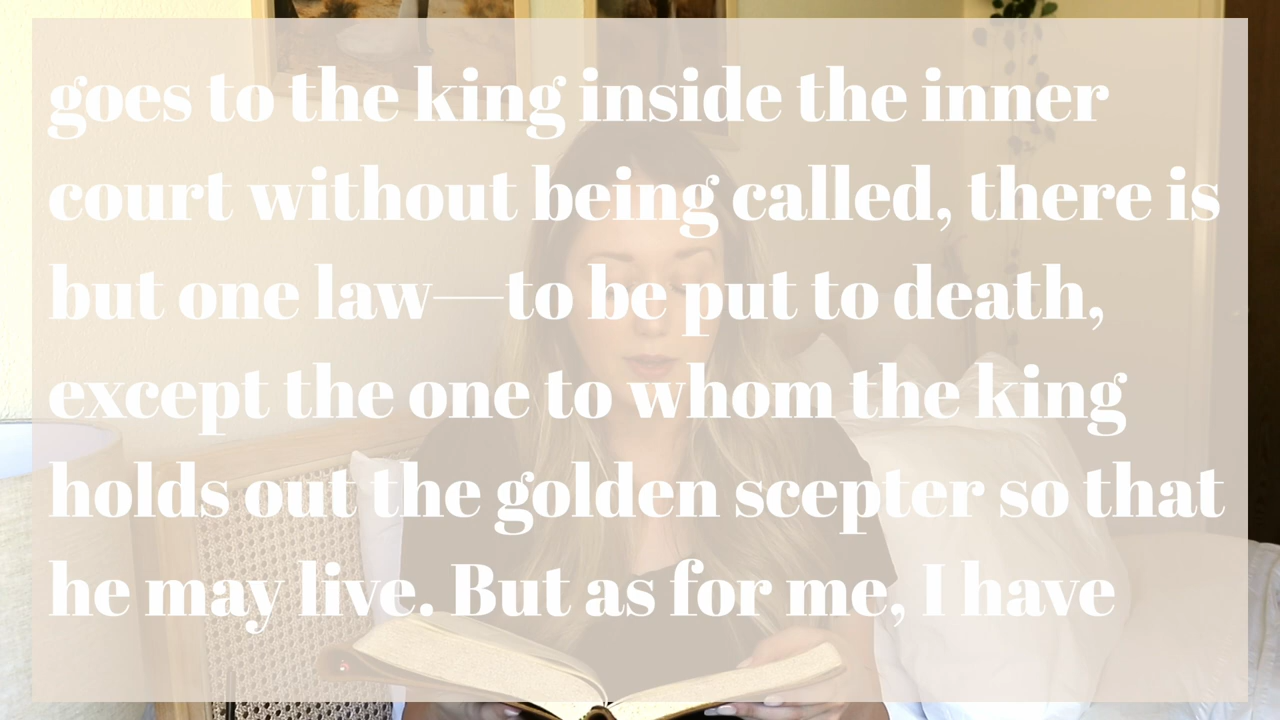 goes to the king inside the inner
court without being called, there is
but one law—to be put to death,
except the one to whom the king
holds out the golden scepter so that
he may live. But as for me, I have